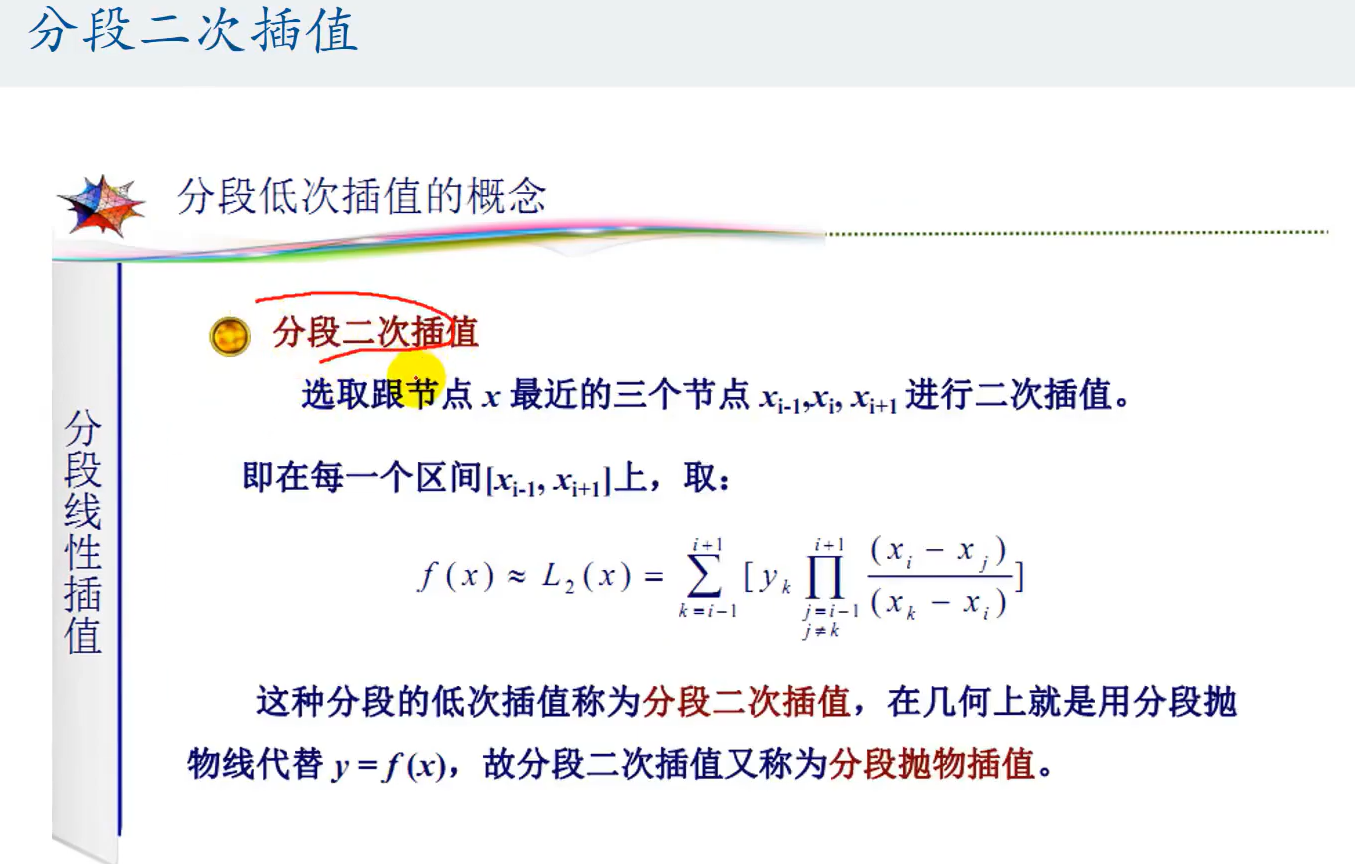 分段二次插值
分段低次插值的概念
分段线性插值
分段二次插值
选取跟节点 x 最近的三个节点 x_{i-1},x_i, x_{i+1} 进行二次插值。
即在每一个区间[x_{i-1}, x_{i+1}]上，取：
f(x) ≈ L_2(x) = \sum_{k=i-1}^{i+1} [ y_k \prod_{j=i-1, j≠k}^{i+1} \frac{(x_i - x_j)}{(x_k - x_i)} ]
这种分段的低次插值称为分段二次插值，在几何上就是用分段抛
物线代替 y = f (x)，故分段二次插值又称为分段抛物插值。